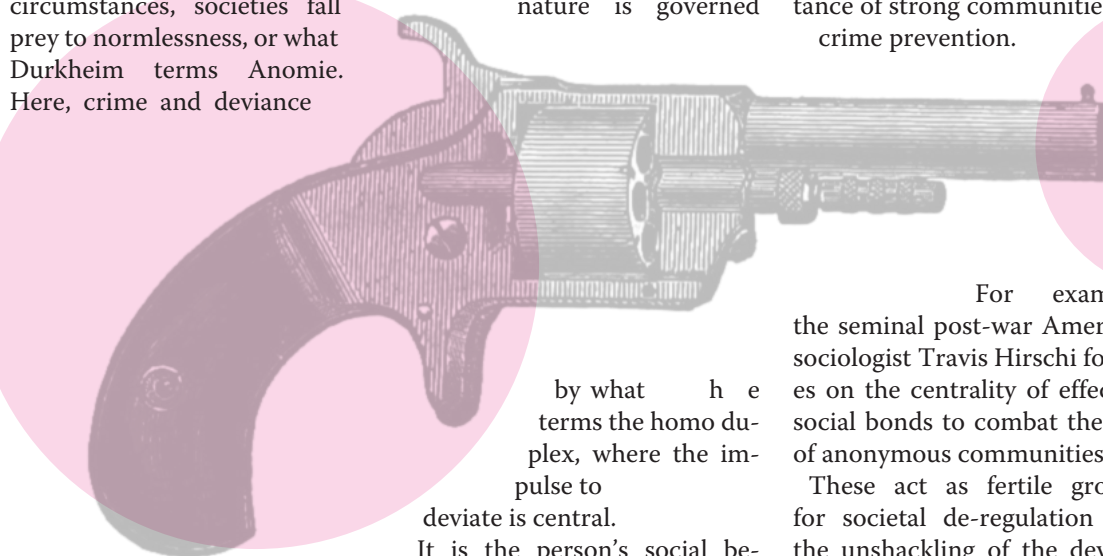 circumstances, societies fall
prey to normlessness, or what
Durkheim terms Anomie.
Here, crime and deviance
nature is governed
by what h e
terms the homo du-
plex, where the im-
pulse to
deviate is central.
It is the person's social be-
tance of strong communitie
crime prevention.
For exam
the seminal post-war Amer
sociologist Travis Hirschi fo
es on the centrality of effec
social bonds to combat the
of anonymous communities
These act as fertile gro
for societal de-regulation
the unshackling of the dev